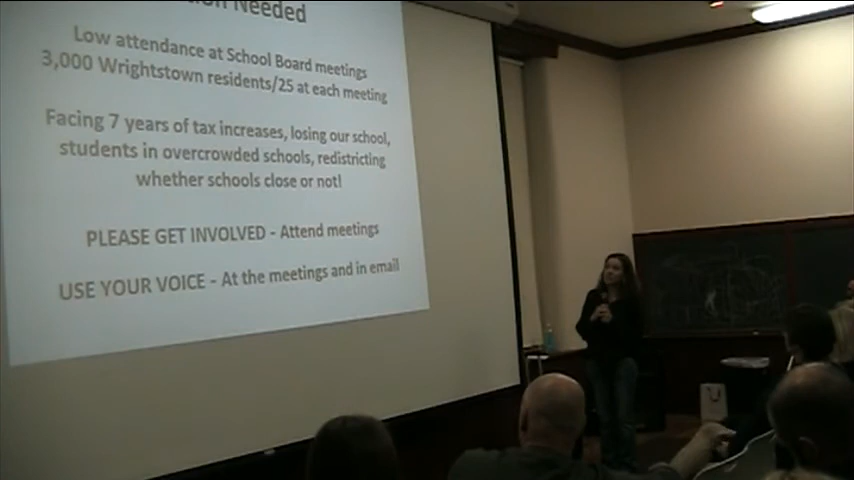 Needed
Low attendance at School Board meetings
3,000 Wrightstown residents/25 at each meeting
Facing 7 years of tax increases, losing our school,
students in overcrowded schools, redistricting
whether schools close or not!
PLEASE GET INVOLVED - Attend meetings
USE YOUR VOICE - At the meetings and in email